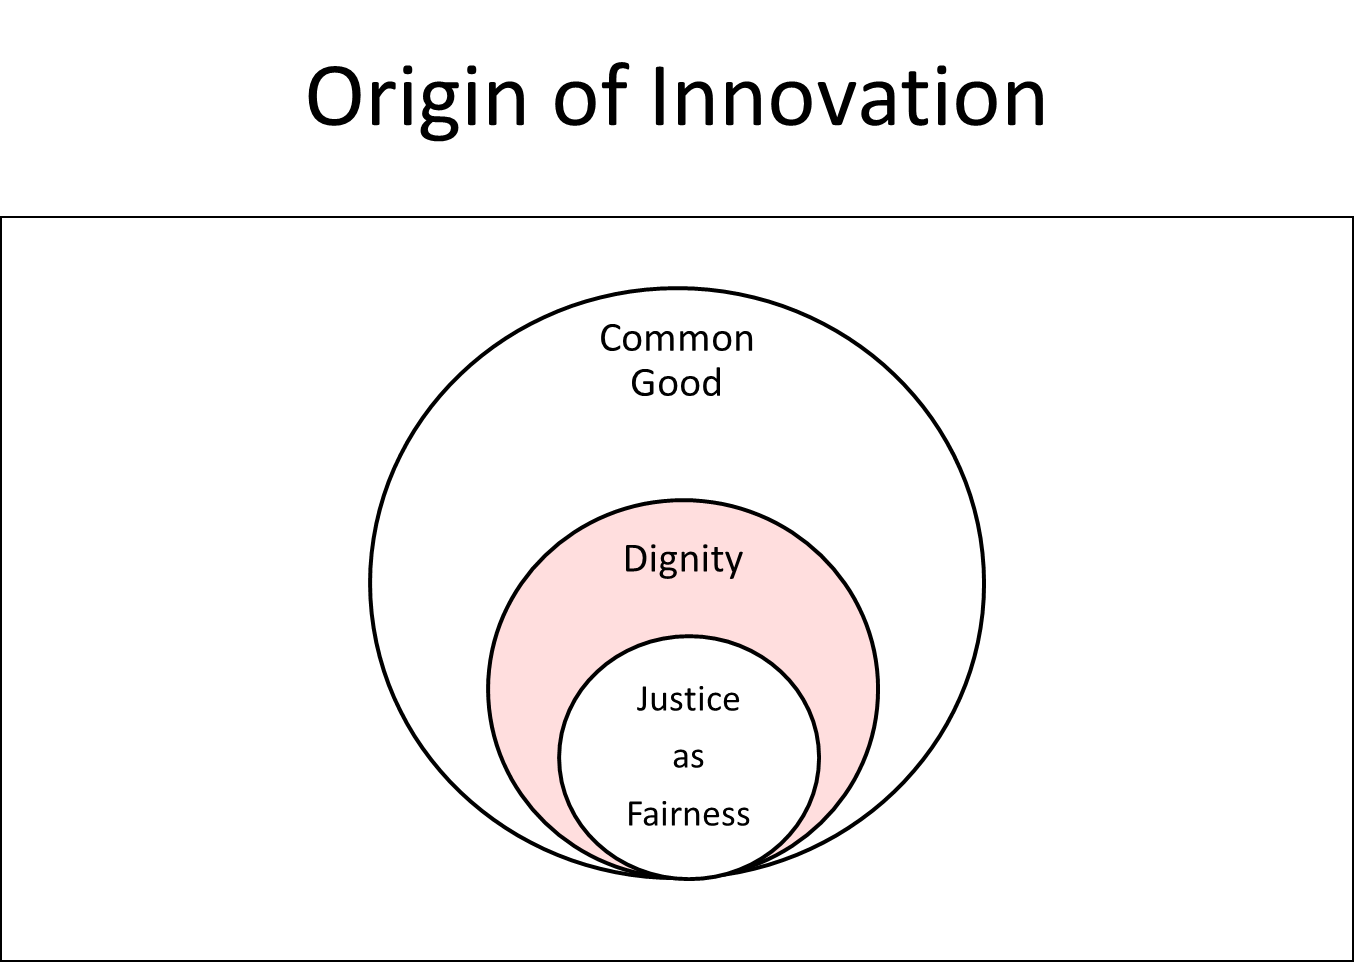 Origin of Innovation
Common
Good
Dignity
Justice
as
Fairness